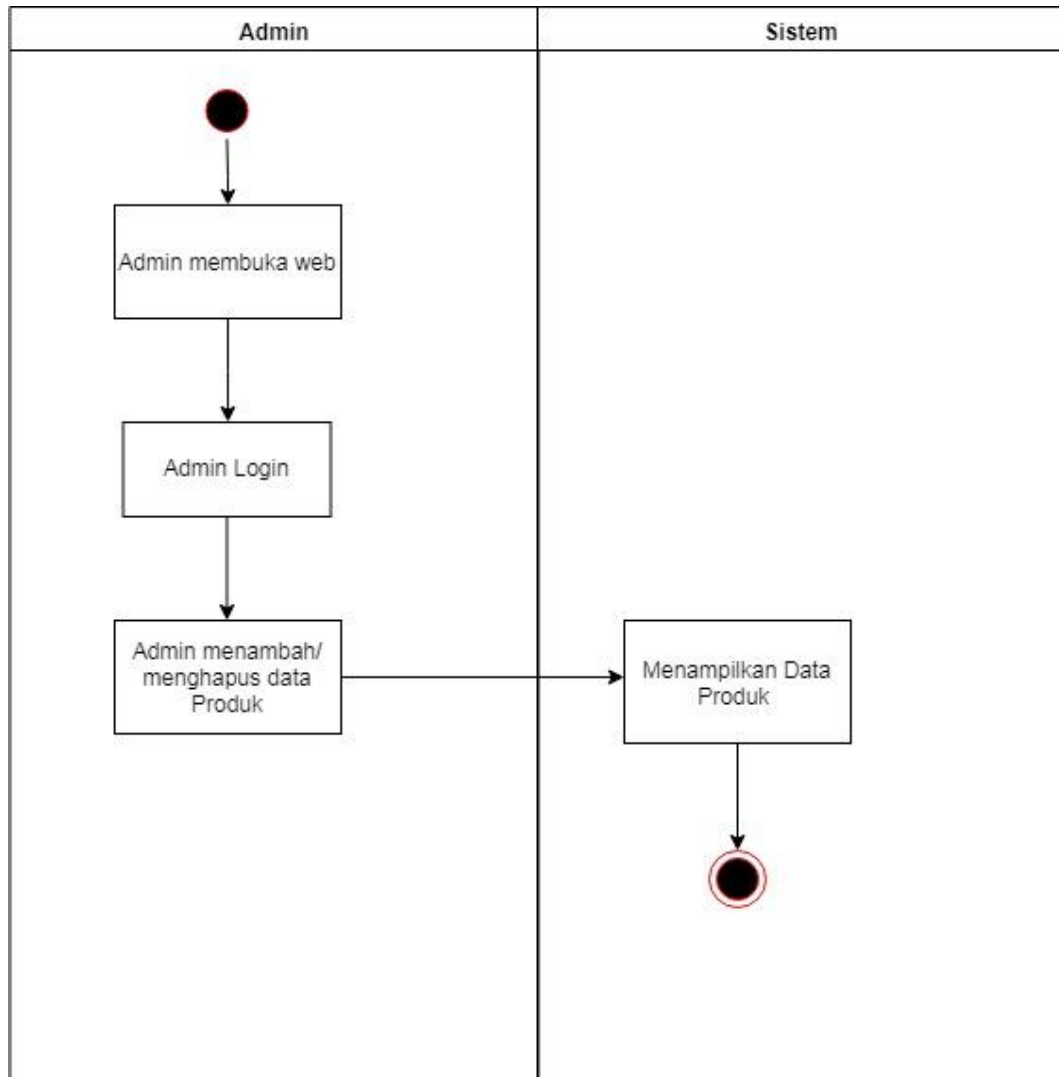 Admin
Sistem
Admin membuka web
Admin Login
Admin menambah/
menghapus data
Produk
Menampilkan Data
Produk